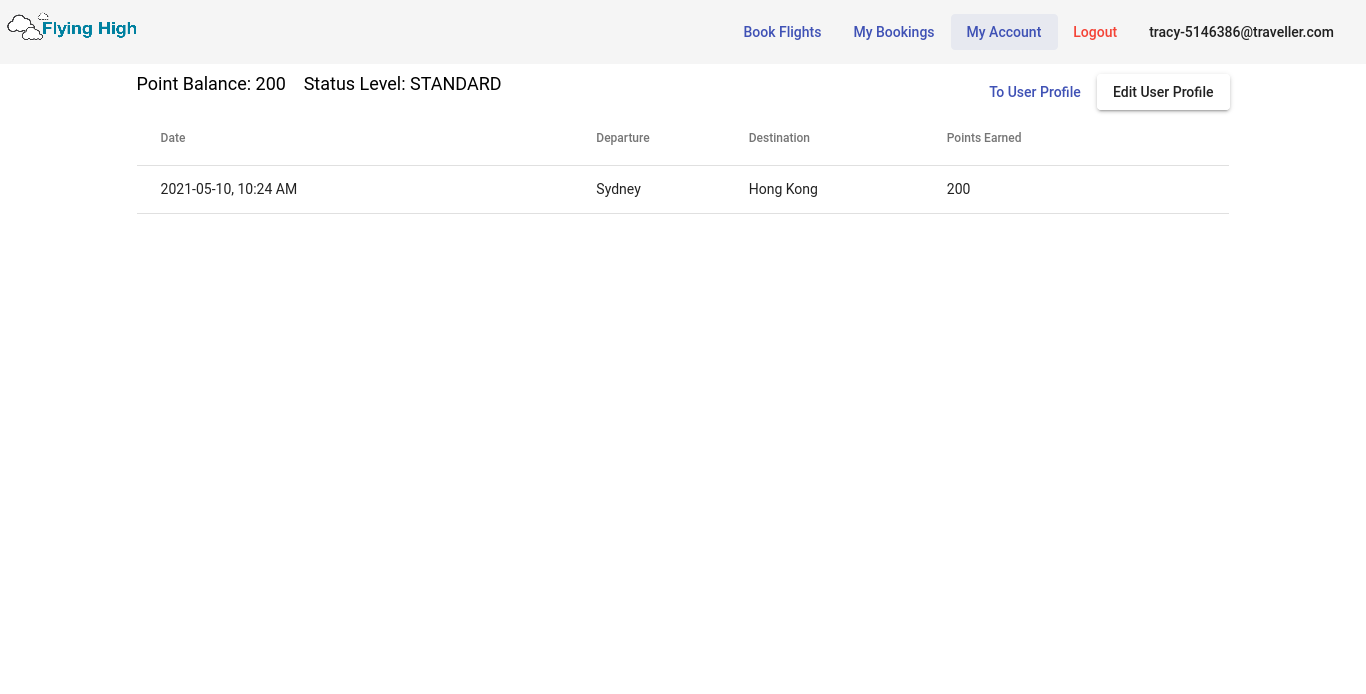 Flying High
Book Flights My Bookings My Account Logout tracy-5146386@traveller.com
Point Balance: 200 Status Level: STANDARD
To User Profile Edit User Profile
Date Departure Destination Points Earned
2021-05-10, 10:24 AM Sydney Hong Kong 200